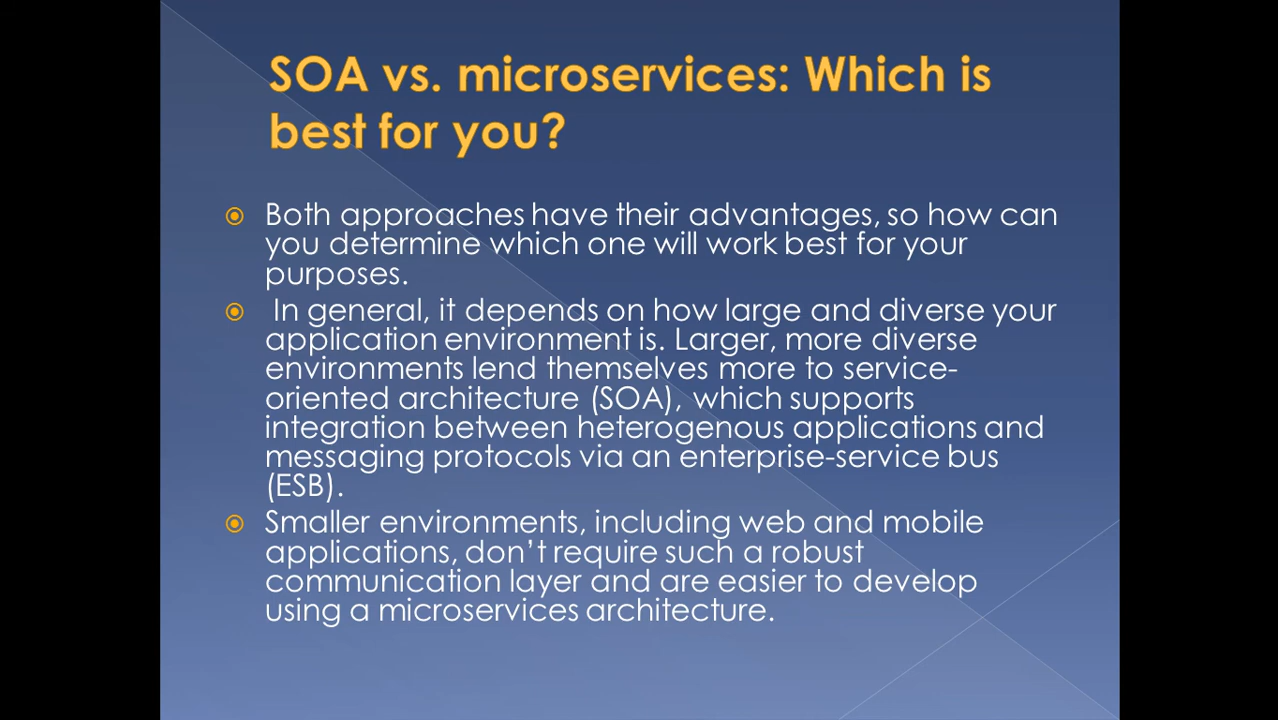 SOA vs. microservices: Which is
best for you?
Both approaches have their advantages, so how can
you determine which one will work best for your
purposes.
In general, it depends on how large and diverse your
application environment is. Larger, more diverse
environments lend themselves more to service-
oriented architecture (SOA), which supports
integration between heterogenous applications and
messaging protocols via an enterprise-service bus
(ESB).
Smaller environments, including web and mobile
applications, don’t require such a robust
communication layer and are easier to develop
using a microservices architecture.